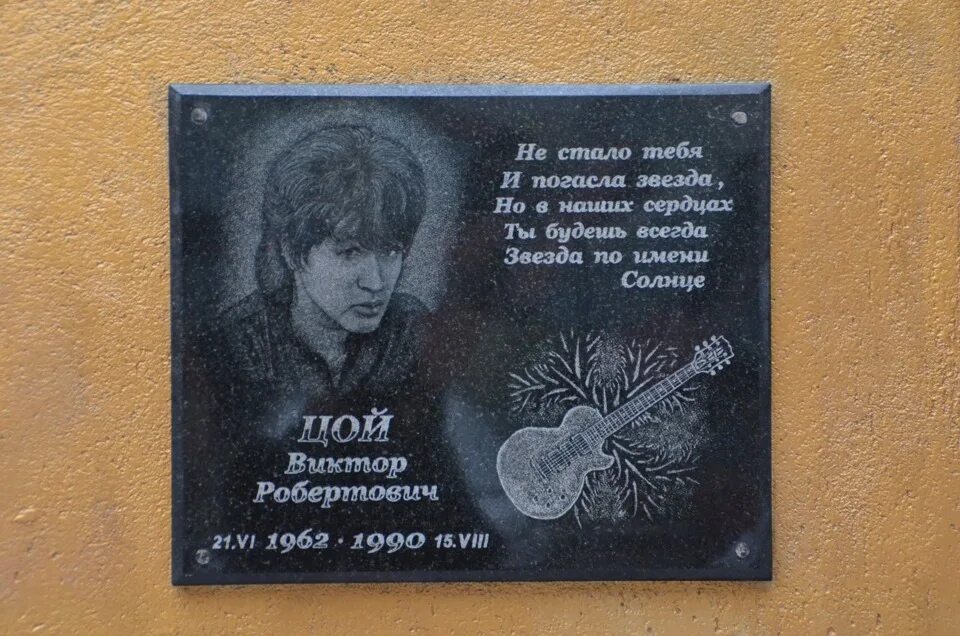 Не стало тебя
И погасла звезда,
Но в наших сердцах
Ты будешь всегда
Звезда по имени
Солнце
ЦОЙ
Виктор
Робертович
21.VI 1962 · 1990 15.VIII